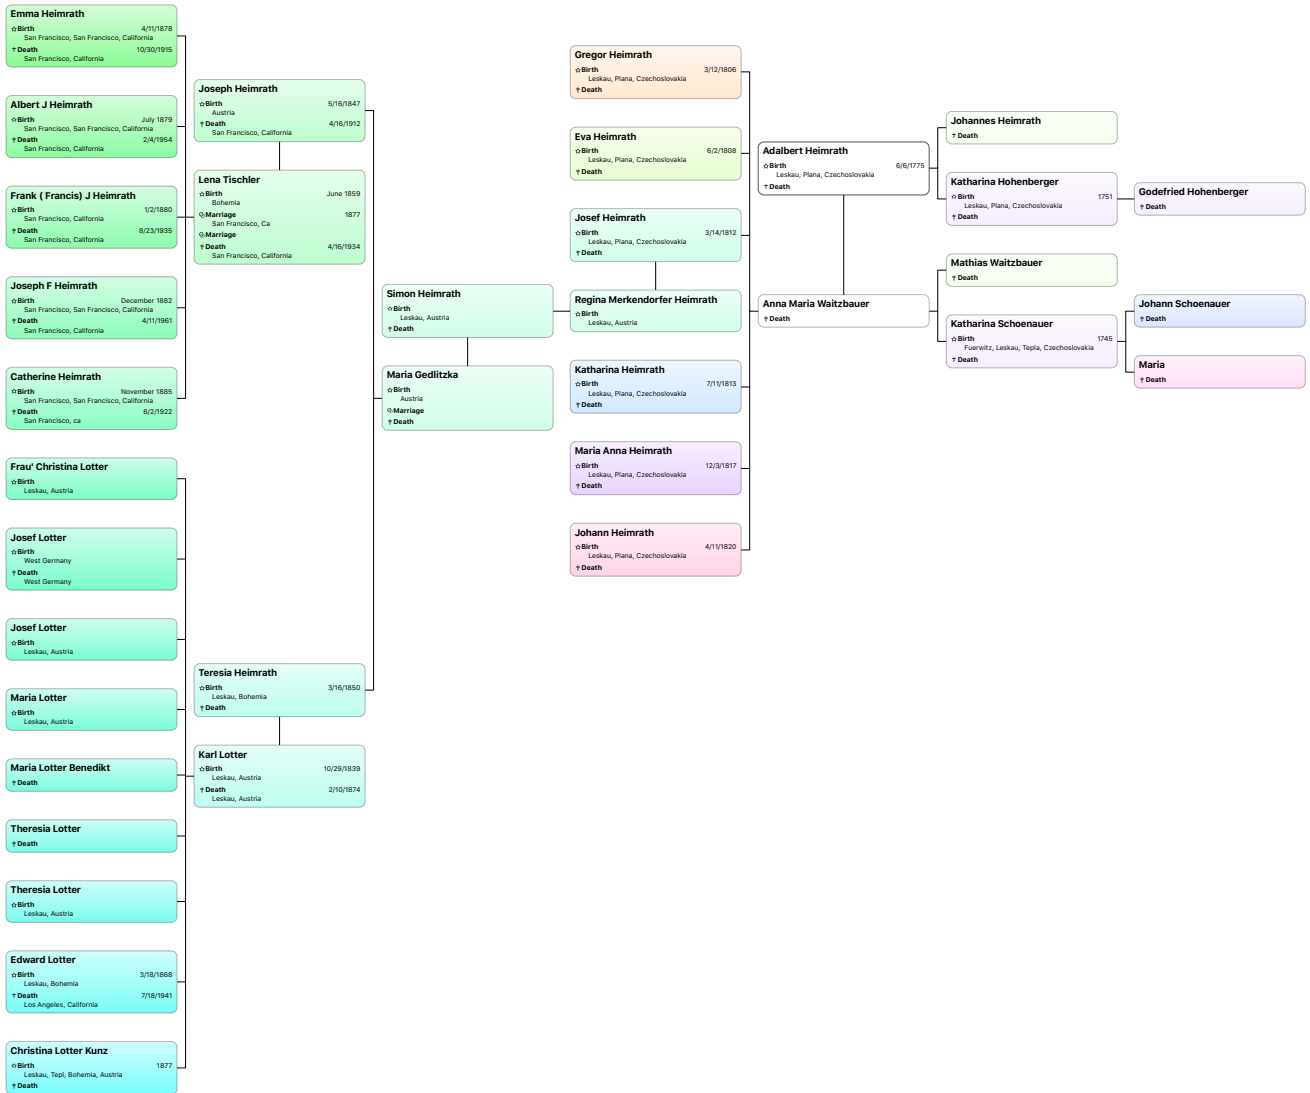 Emma Heimrath
☆Birth 4/11/1878
San Francisco, San Francisco, California
†Death 10/30/1915
San Francisco, California
Albert J Heimrath
☆Birth July 1879
San Francisco, San Francisco, California
†Death 2/4/1954
San Francisco, California
Frank ( Francis) J Heimrath
☆Birth 1/2/1880
San Francisco, California
†Death 8/23/1935
San Francisco, California
Joseph F Heimrath
☆Birth December 1882
San Francisco, San Francisco, California
†Death 4/11/1961
San Francisco, California
Catherine Heimrath
☆Birth November 1885
San Francisco, San Francisco, California
†Death 6/2/1922
San Francisco, ca
Frau' Christina Lotter
☆Birth
Leskau, Austria
Josef Lotter
☆Birth
West Germany
†Death
West Germany
Josef Lotter
☆Birth
Leskau, Austria
Maria Lotter
☆Birth
Leskau, Austria
Maria Lotter Benedikt
†Death
Theresia Lotter
†Death
Theresia Lotter
☆Birth
Leskau, Austria
Edward Lotter
☆Birth 3/18/1868
Leskau, Bohemia
†Death 7/18/1941
Los Angeles, California
Christina Lotter Kunz
☆Birth 1877
Leskau, Tepl, Bohemia, Austria
†Death
Joseph Heimrath
☆Birth 5/16/1847
Austria
†Death 4/16/1912
San Francisco, California
Lena Tischler
☆Birth June 1859
Bohemia
⚭Marriage 1877
San Francisco, Ca
⚭Marriage
†Death 4/16/1934
San Francisco, California
Teresia Heimrath
☆Birth 3/16/1850
Leskau, Bohemia
†Death
Karl Lotter
☆Birth 10/29/1839
Leskau, Austria
†Death 2/10/1874
Leskau, Austria
Simon Heimrath
☆Birth
Leskau, Austria
†Death
Maria Gedlitzka
☆Birth
Austria
⚭Marriage
†Death
Gregor Heimrath
☆Birth 3/12/1806
Leskau, Plana, Czechoslovakia
†Death
Eva Heimrath
☆Birth 6/2/1808
Leskau, Plana, Czechoslovakia
†Death
Josef Heimrath
☆Birth 3/14/1812
Leskau, Plana, Czechoslovakia
†Death
Regina Merkendorfer Heimrath
☆Birth
Leskau, Austria
Katharina Heimrath
☆Birth 7/11/1813
Leskau, Plana, Czechoslovakia
†Death
Maria Anna Heimrath
☆Birth 12/3/1817
Leskau, Plana, Czechoslovakia
†Death
Johann Heimrath
☆Birth 4/11/1820
Leskau, Plana, Czechoslovakia
†Death
Adalbert Heimrath
☆Birth 6/6/1775
Leskau, Plana, Czechoslovakia
†Death
Anna Maria Waitzbauer
†Death
Johannes Heimrath
†Death
Katharina Hohenberger
☆Birth 1751
Leskau, Plana, Czechoslovakia
†Death
Mathias Waitzbauer
†Death
Katharina Schoenauer
☆Birth 1745
Fuerwitz, Leskau, Tepla, Czechoslovakia
†Death
Godefried Hohenberger
†Death
Johann Schoenauer
†Death
Maria
†Death